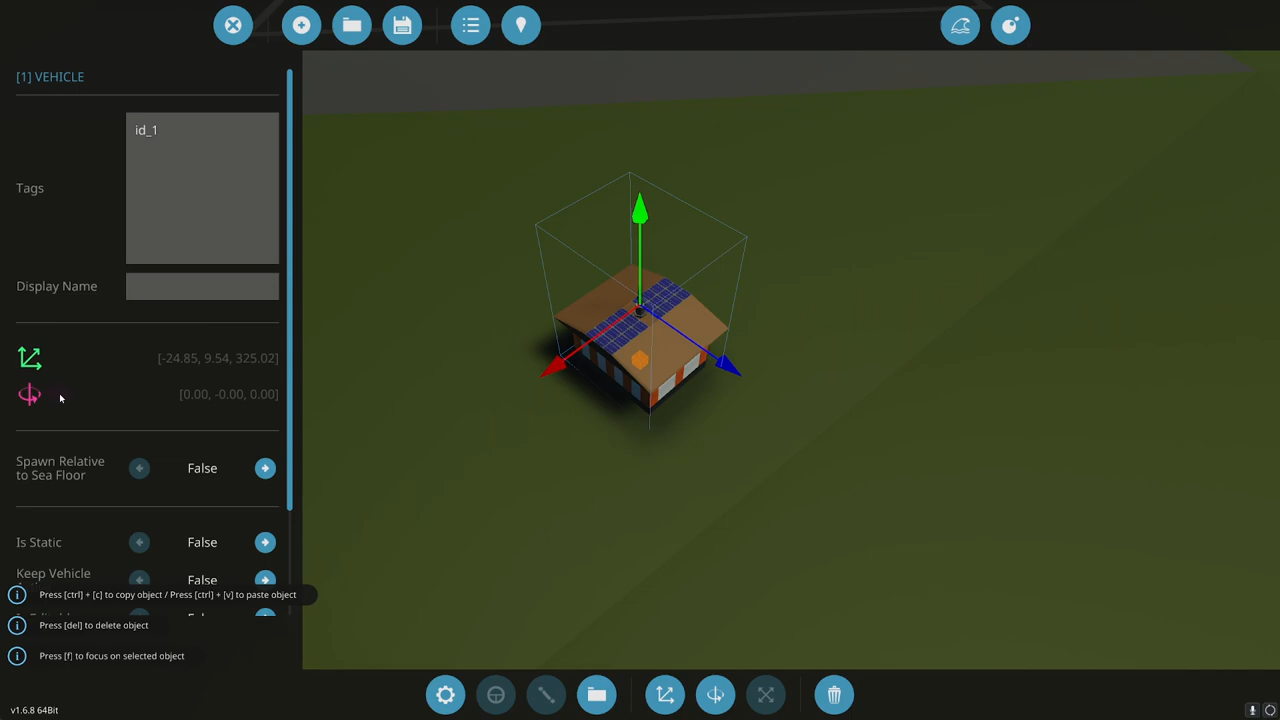 [1] VEHICLE
id_1
Tags
Display Name
[-24.85, 9.54, 325.02]
[0.00, -0.00, 0.00]
Spawn Relative
to Sea Floor
False
Is Static
False
Keep Vehicle
False
Press [ctrl] + [c] to copy object / Press [ctrl] + [v] to paste object
Press [del] to delete object
Press [f] to focus on selected object
v1.6.8 64Bit